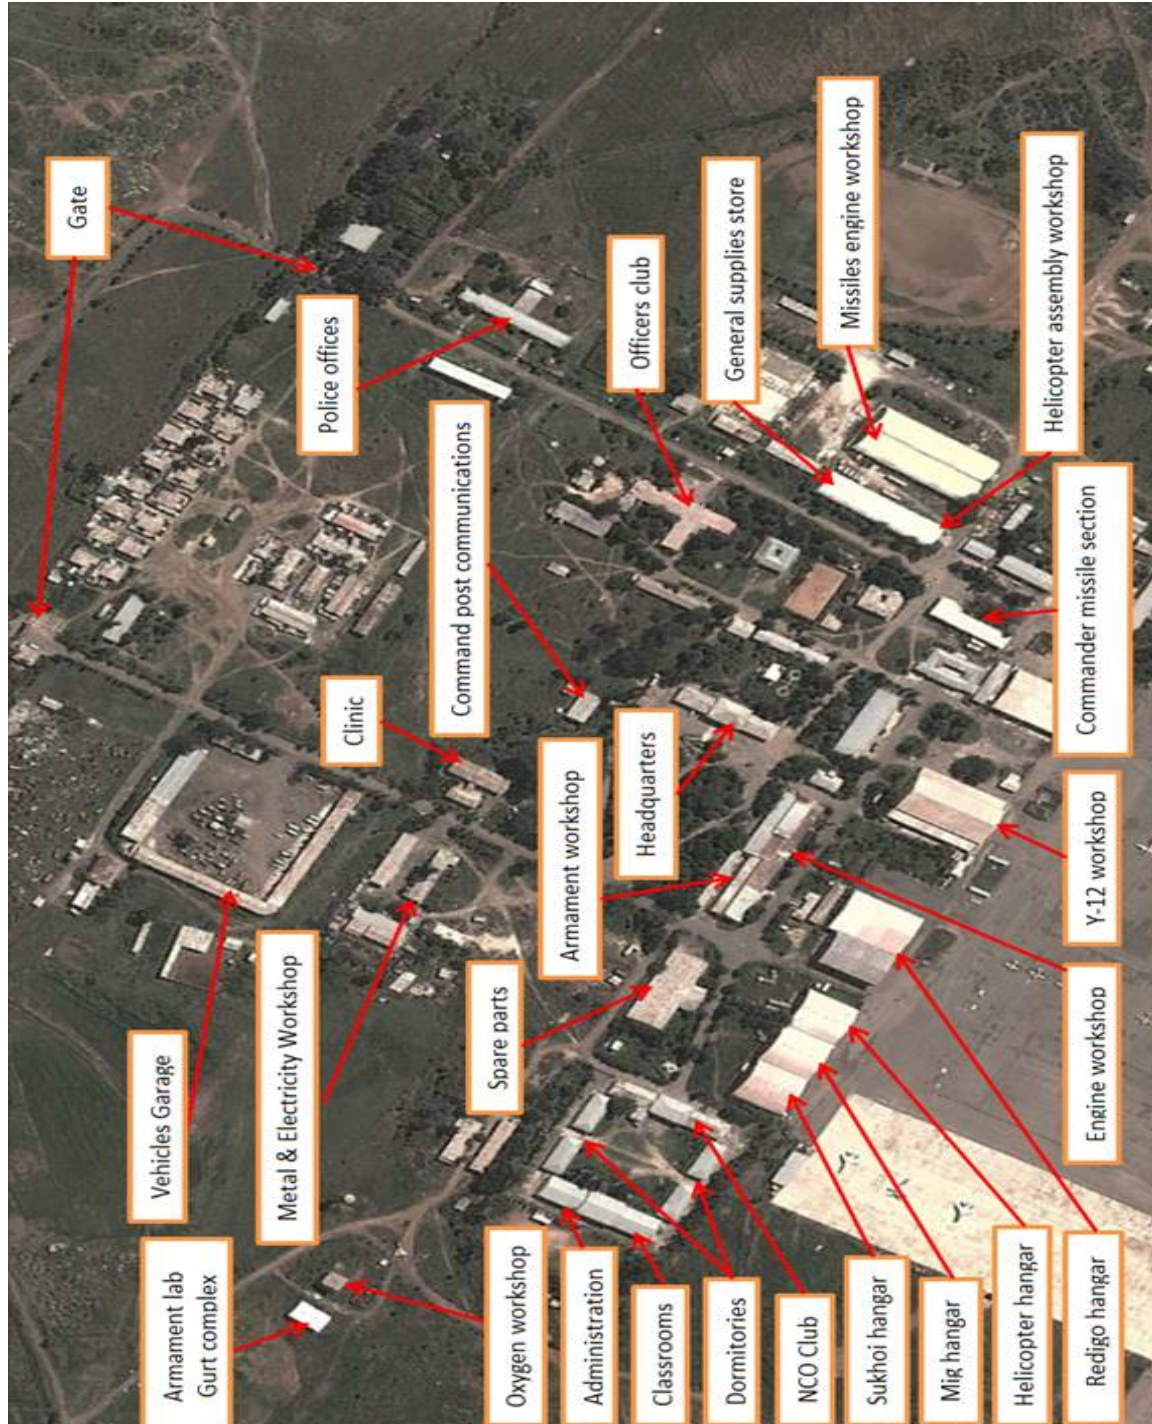 Gate
Armament lab
Gurt complex
Vehicles Garage
Metal & Electricity Workshop
Clinic
Police offices
Command post communications
Spare parts
Oxygen workshop
Armament workshop
Administration
Headquarters
Officers club
Classrooms
Dormitories
General supplies store
NCO Club
Missiles engine workshop
Sukhoi hangar
Mig hangar
Helicopter hangar
Helicopter assembly workshop
Redigo hangar
Engine workshop
Y-12 workshop
Commander missile section